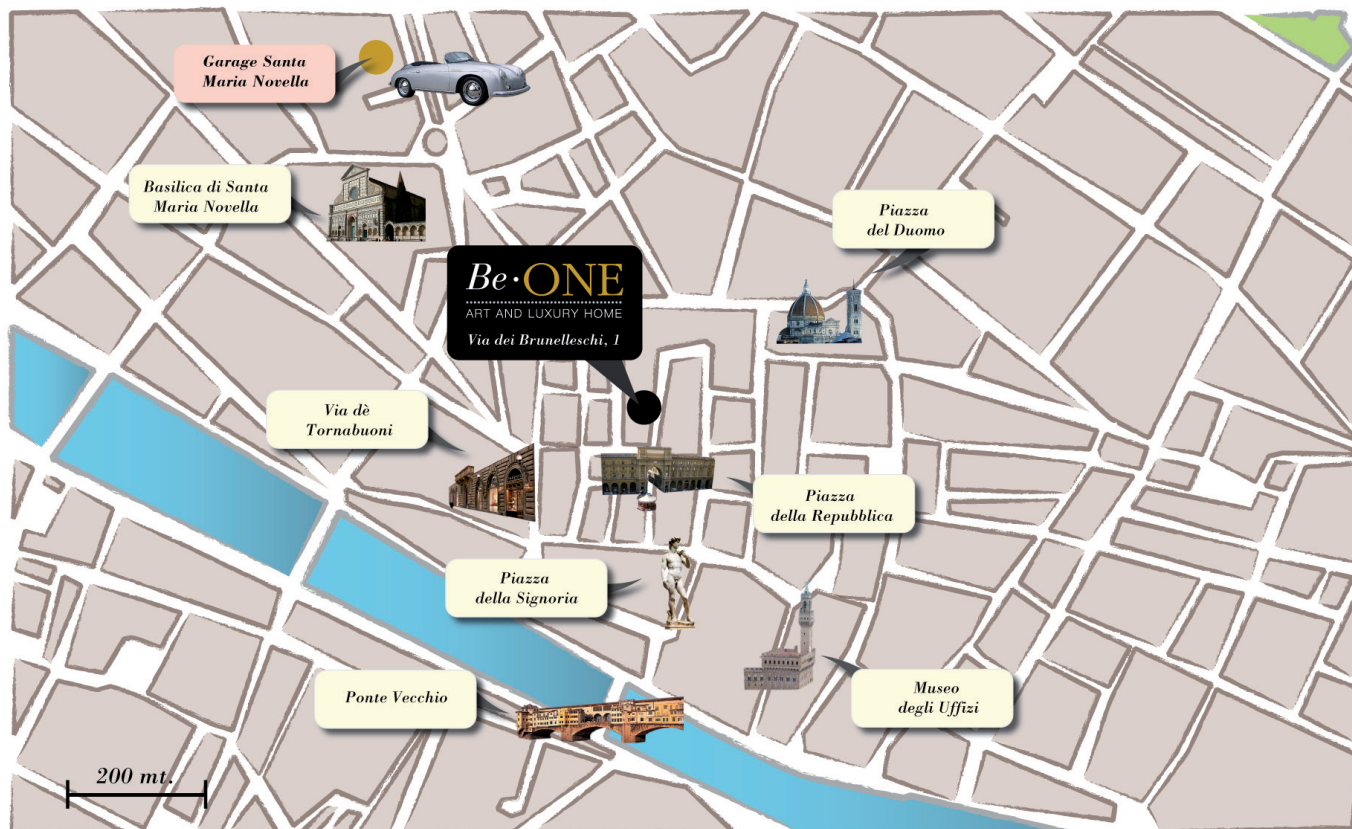 Garage Santa
Maria Novella
Basilica di Santa
Maria Novella
Piazza
del Duomo
Be·ONE
ART AND LUXURY HOME
Via dei Brunelleschi, 1
Via dè
Tornabuoni
Piazza
della Repubblica
Piazza
della Signoria
Ponte Vecchio
Museo
degli Uffizi
200 mt.